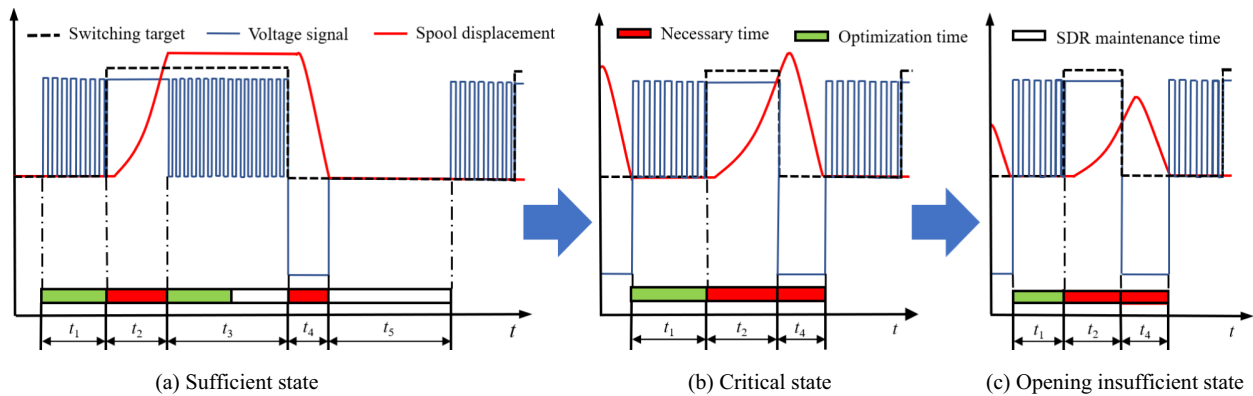 Switching target Voltage signal Spool displacement Necessary time Optimization time SDR maintenance time
t t t
t1 t2 t3 t4 t5 t1 t2 t4 t1 t2 t4
(a) Sufficient state (b) Critical state (c) Opening insufficient state